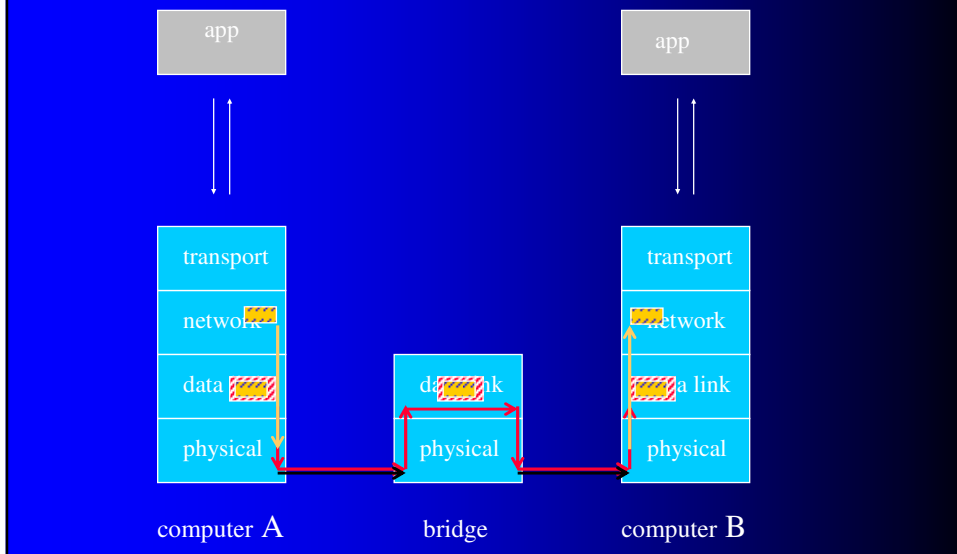 app
app
transport
transport
network
network
data
link
physical
physical
physical
computer A
bridge
computer B